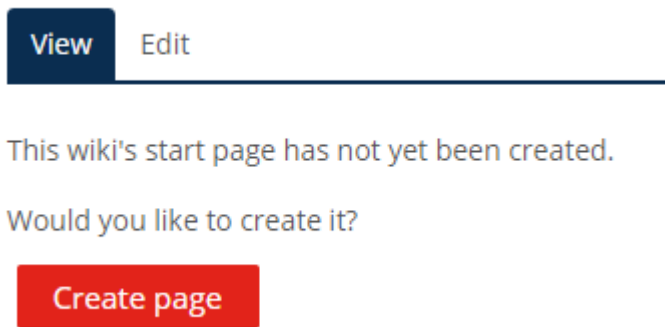 View Edit
This wiki's start page has not yet been created.
Would you like to create it?
Create page